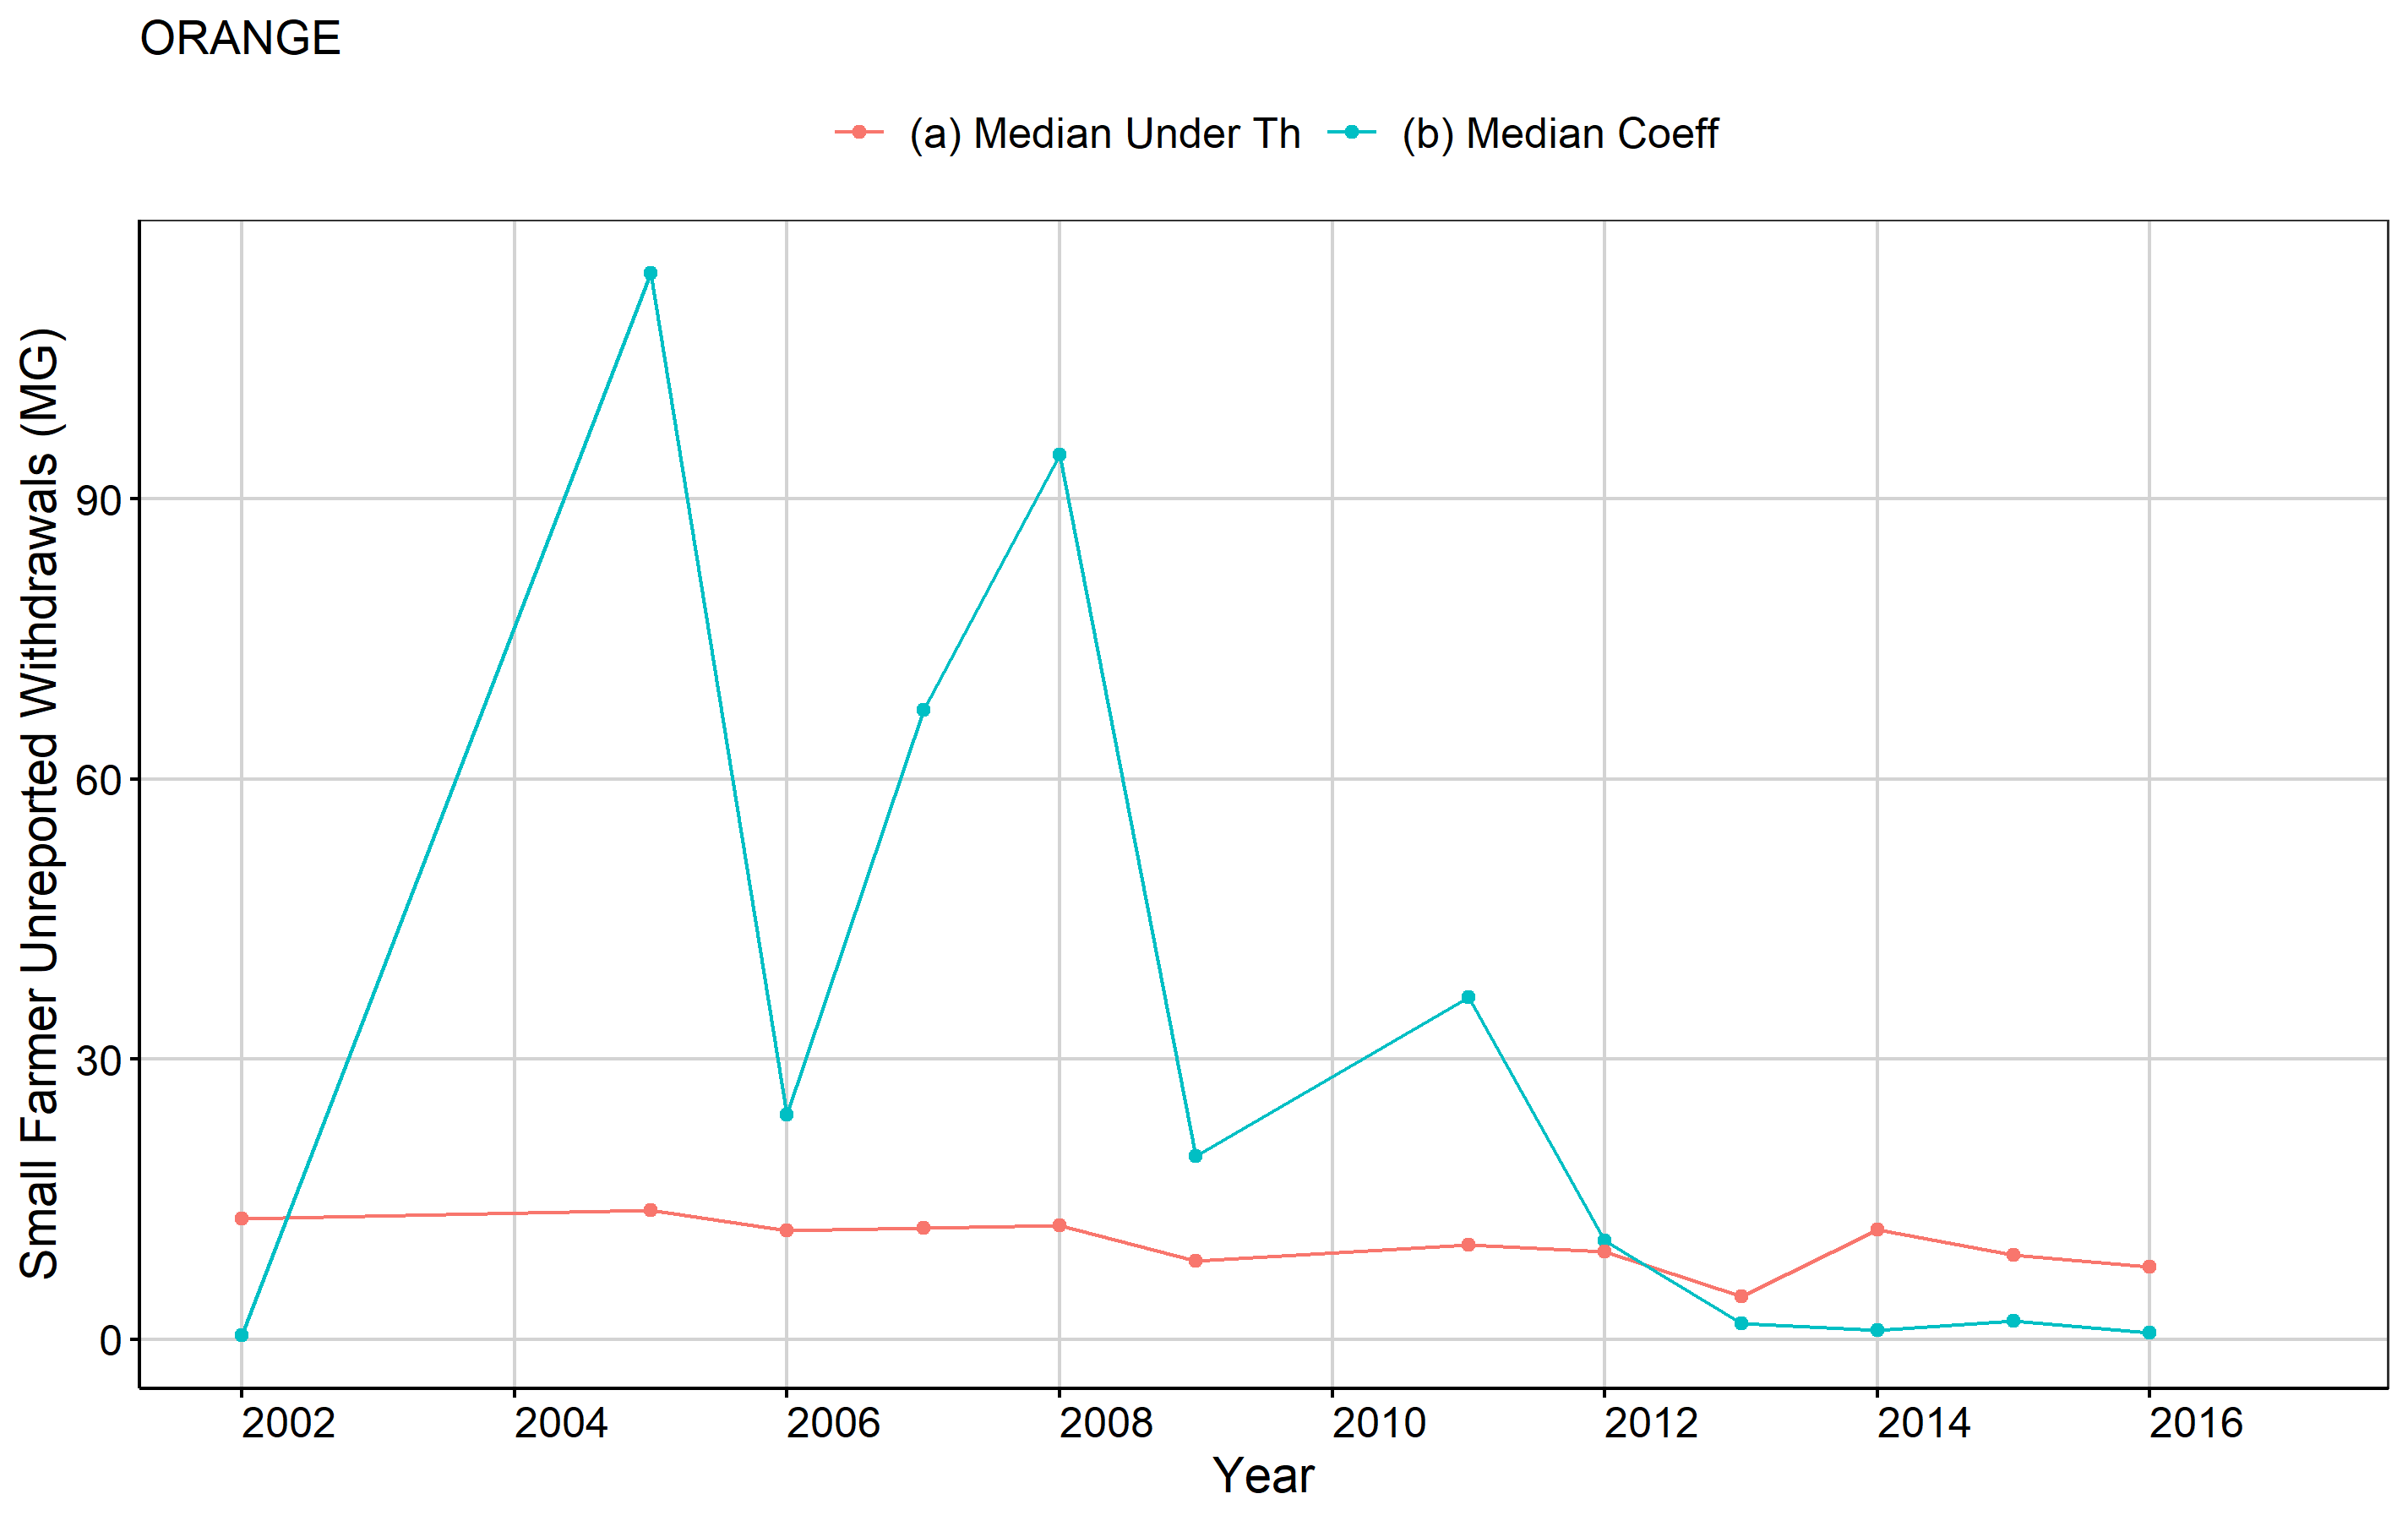 ORANGE
(a) Median Under Th (b) Median Coeff
Small Farmer Unreported Withdrawals (MG)
90
60
30
0
2002 2004 2006 2008 2010 2012 2014 2016
Year